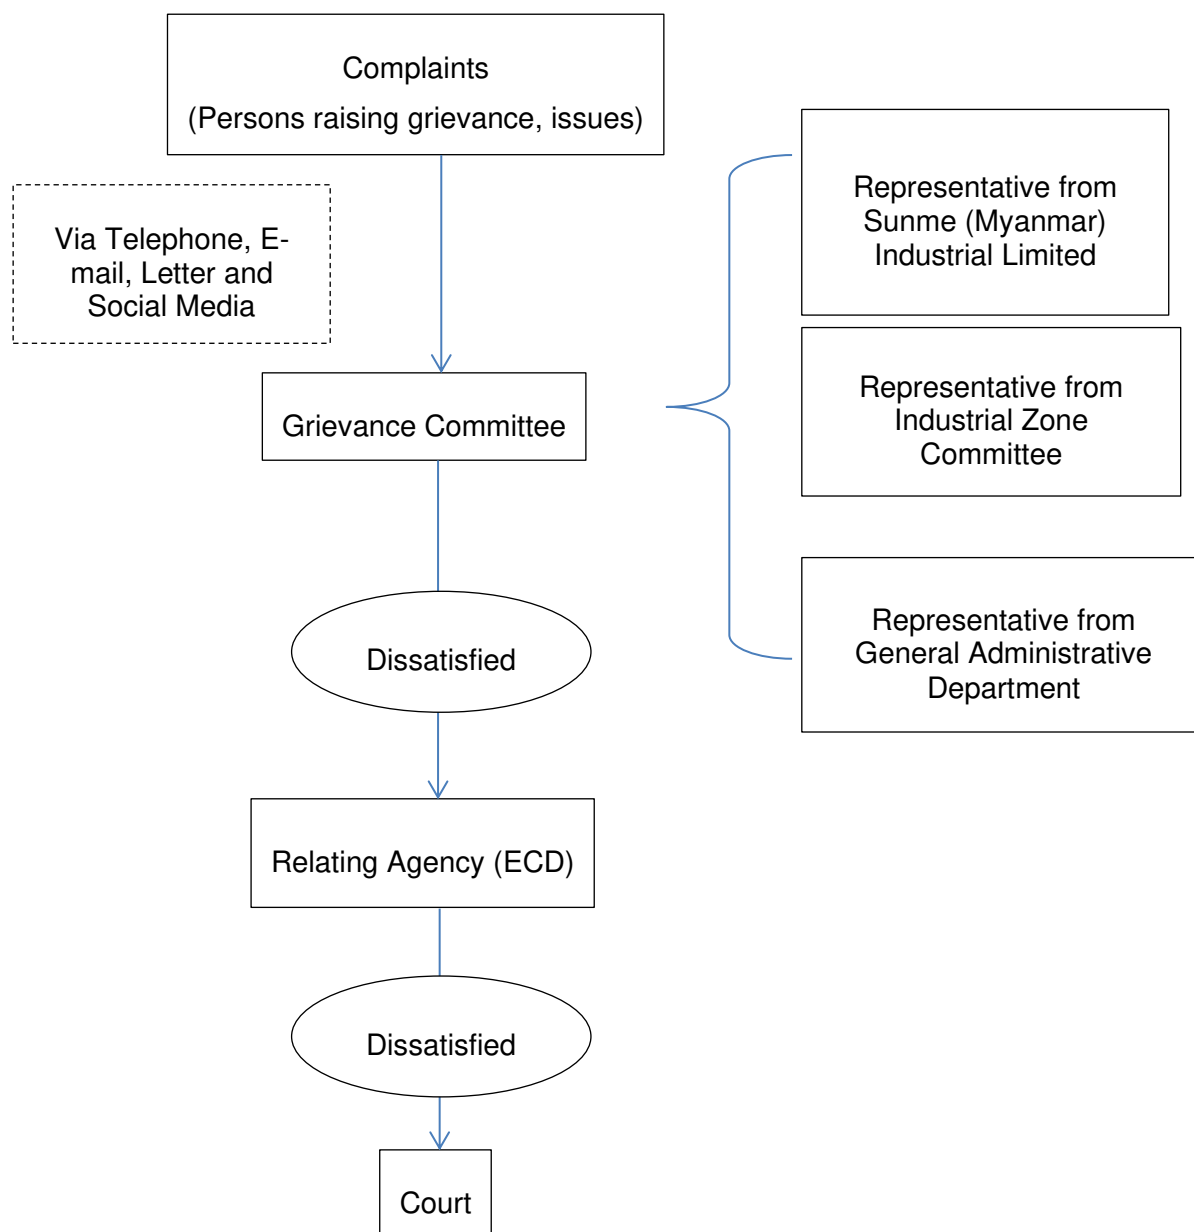 Complaints
(Persons raising grievance, issues)
Via Telephone, E-
mail, Letter and
Social Media
Grievance Committee
Representative from
Sunme (Myanmar)
Industrial Limited
Representative from
Industrial Zone
Committee
Representative from
General Administrative
Department
Dissatisfied
Relating Agency (ECD)
Dissatisfied
Court